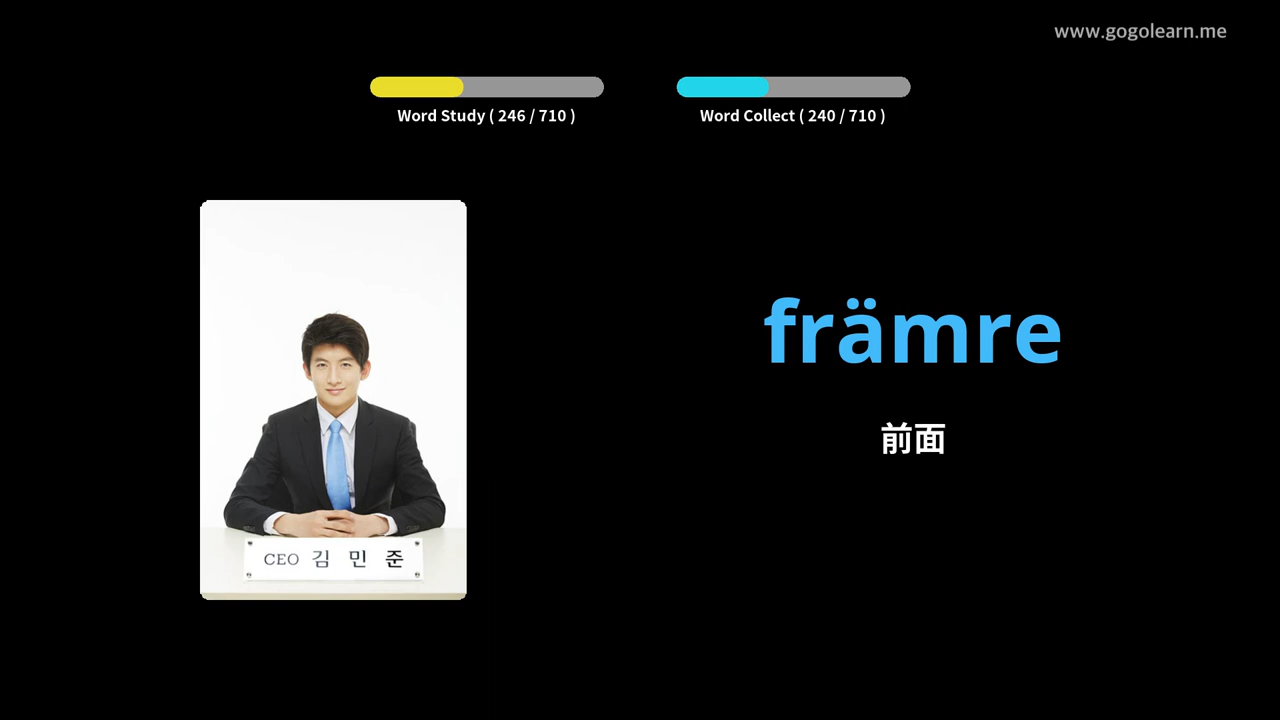 www.gogolearn.me
Word Study ( 246 / 710 )
Word Collect ( 240 / 710 )
främre
前面
CEO 김 민 준